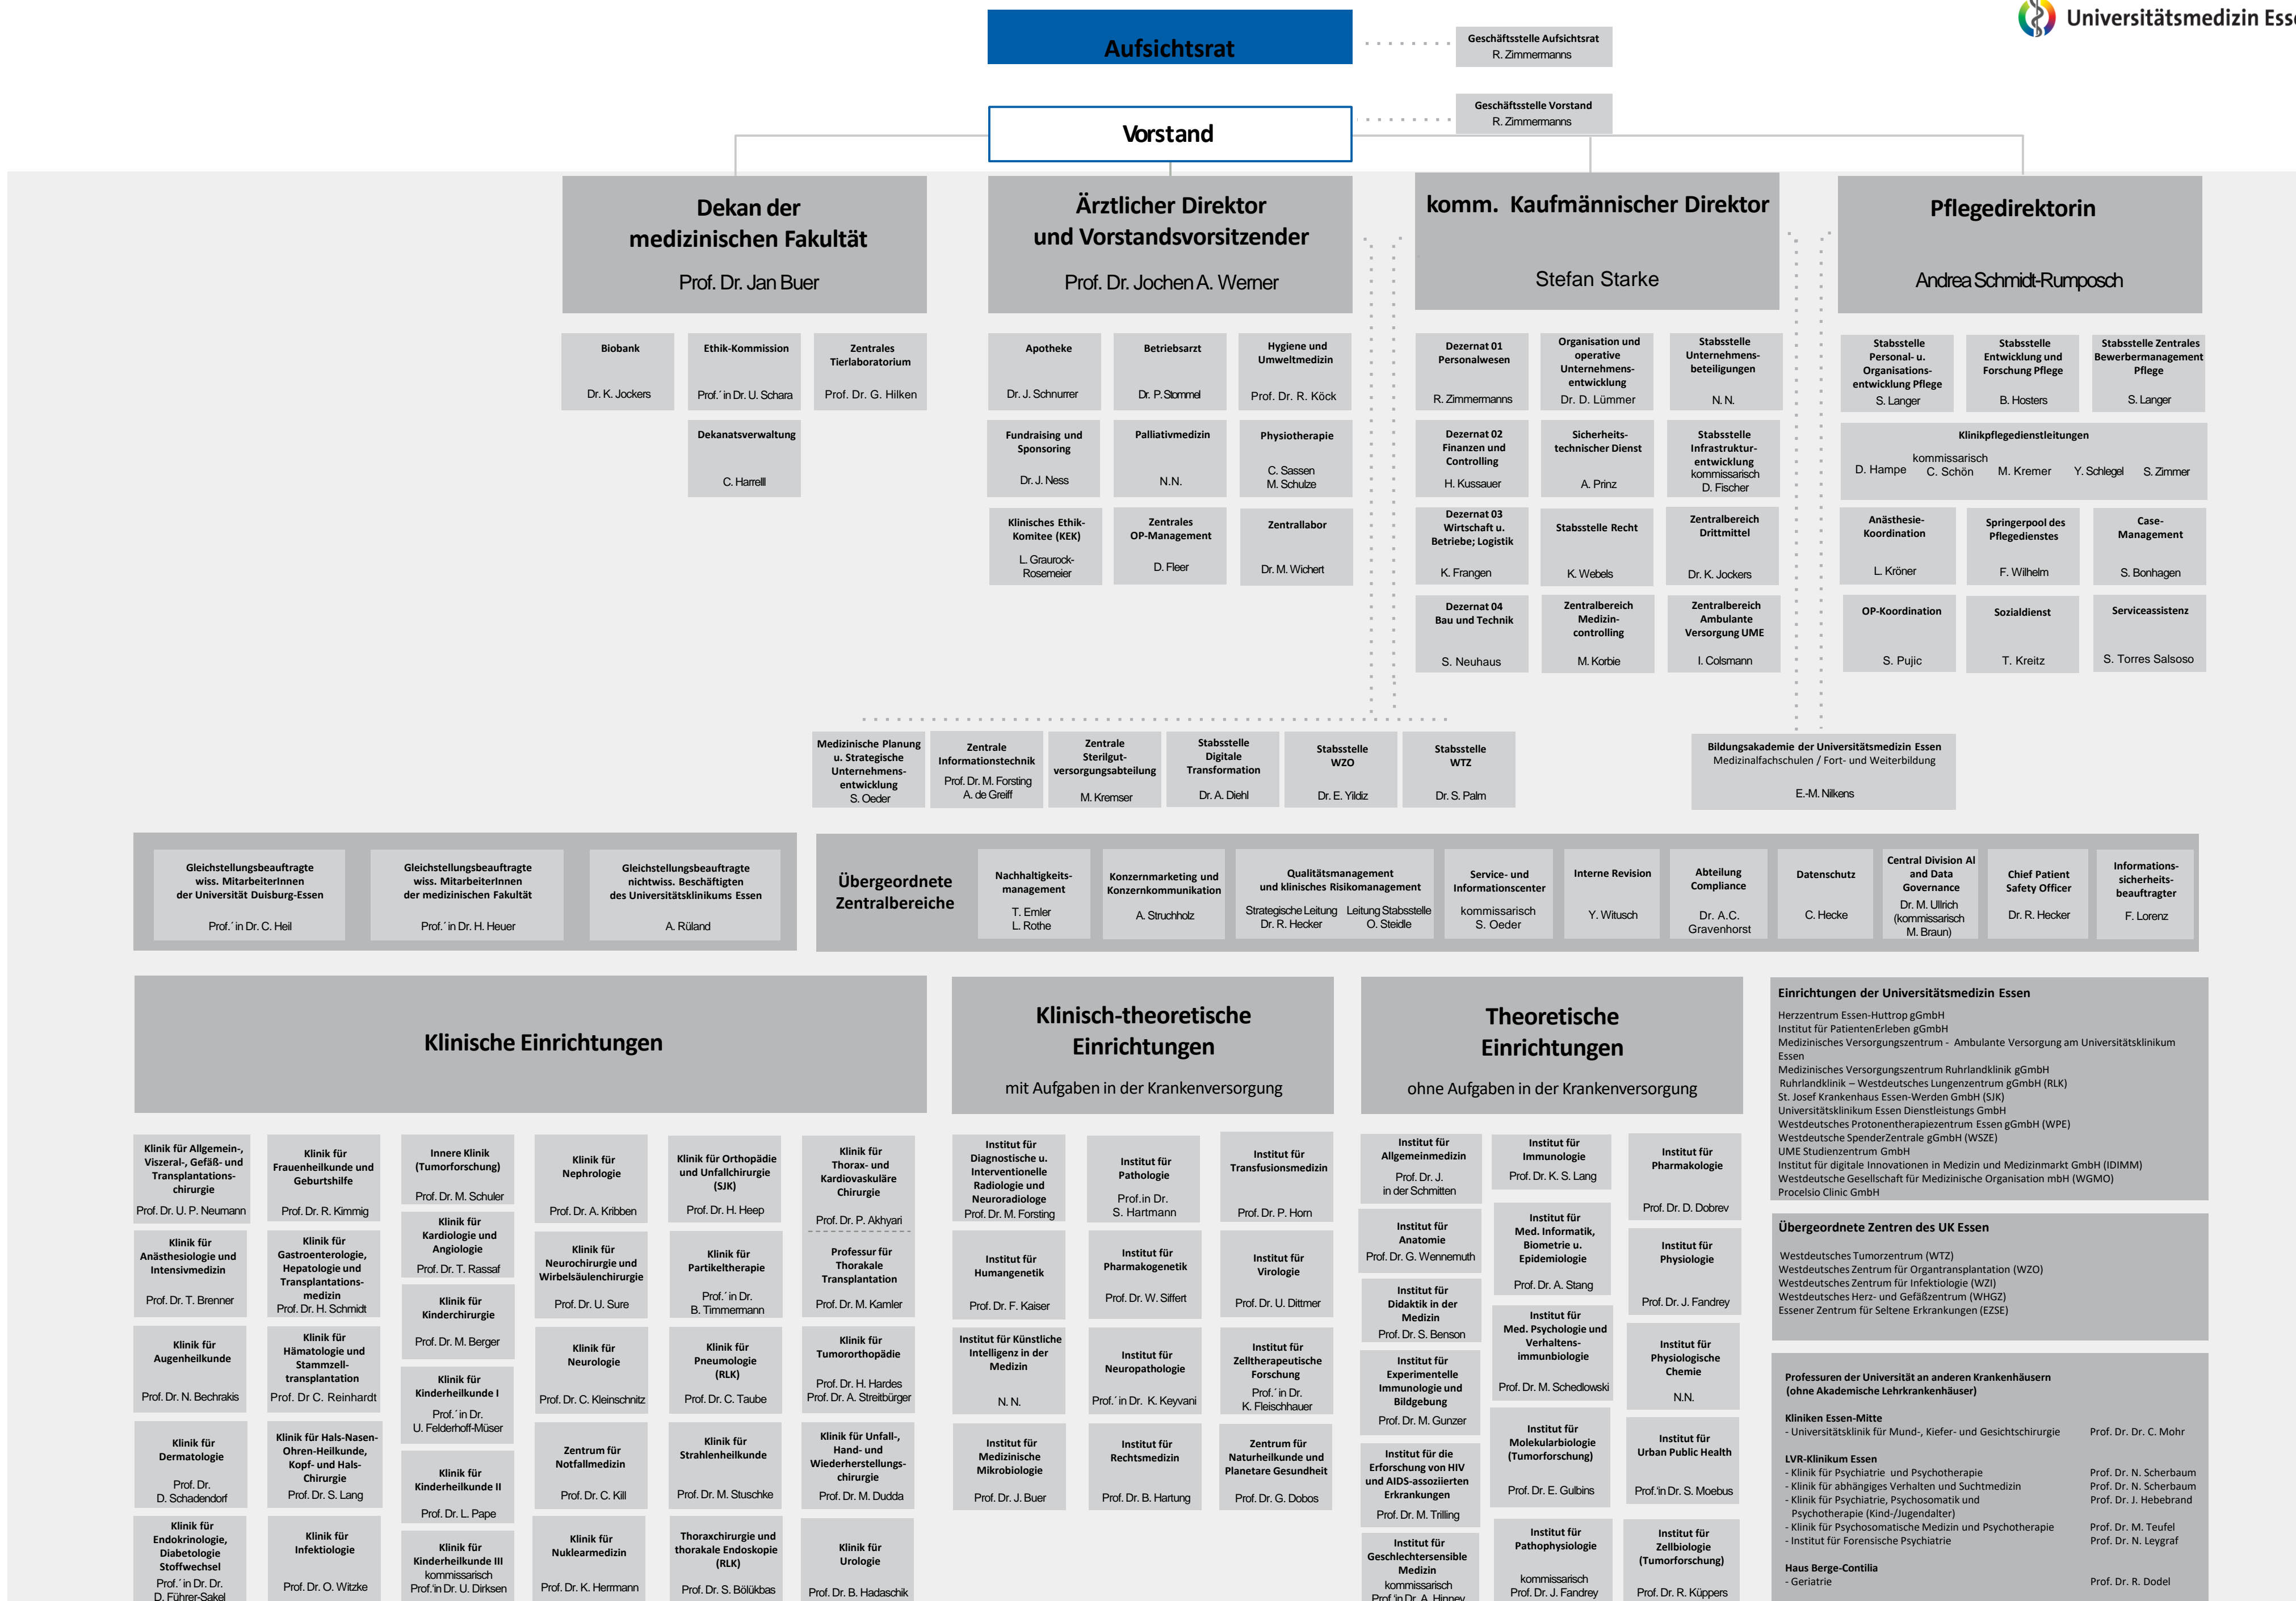 Universitätsmedizin Esse
Aufsichtsrat
Geschäftsstelle Aufsichtsrat
R. Zimmermanns
Vorstand
Geschäftsstelle Vorstand
R. Zimmermanns
Dekan der
medizinischen Fakultät
Prof. Dr. Jan Buer
Ärztlicher Direktor
und Vorstandsvorsitzender
Prof. Dr. Jochen A. Werner
komm. Kaufmännischer Direktor
Stefan Starke
Pflegedirektorin
Andrea Schmidt-Rumposch
Biobank
Dr. K. Jockers
Ethik-Kommission
Prof.´ in Dr. U. Schara
Zentrales
Tierlaboratorium
Prof. Dr. G. Hilken
Dekanatsverwaltung
C. Harrelll
Apotheke
Dr. J. Schnurrer
Betriebsarzt
Dr. P. Stommel
Hygiene und
Umweltmedizin
Prof. Dr. R. Köck
Fundraising und
Sponsoring
Dr. J. Ness
Palliativmedizin
N.N.
Physiotherapie
C. Sassen
M. Schulze
Klinisches Ethik-
Komitee (KEK)
L. Graurock-
Rosemeier
Zentrales
OP-Management
D. Fleer
Zentrallabor
Dr. M. Wichert
Dezernat 01
Personalwesen
R. Zimmermanns
Organisation und
operative
Unternehmens-
entwicklung
Dr. D. Lümmer
Stabsstelle
Unternehmens-
beteiligungen
N. N.
Dezernat 02
Finanzen und
Controlling
H. Kussauer
Sicherheits-
technischer Dienst
A. Prinz
Stabsstelle
Infrastruktur-
entwicklung
kommissarisch
D. Fischer
Dezernat 03
Wirtschaft u.
Betriebe; Logistik
K. Frangen
Stabsstelle Recht
K. Webels
Zentralbereich
Drittmittel
Dr. K. Jockers
Dezernat 04
Bau und Technik
S. Neuhaus
Zentralbereich
Medizin-
controlling
M. Korbie
Zentralbereich
Ambulante
Versorgung UME
I. Colsmann
Stabsstelle
Personal- u.
Organisations-
entwicklung Pflege
S. Langer
Stabsstelle
Entwicklung und
Forschung Pflege
B. Hosters
Stabsstelle Zentrales
Bewerbermanagement
Pflege
S. Langer
Klinikpflegedienstleitungen
D. Hampe
kommissarisch
C. Schön
M. Kremer
Y. Schlegel
S. Zimmer
Anästhesie-
Koordination
L. Kröner
Springerpool des
Pflegedienstes
F. Wilhelm
Case-
Management
S. Bonhagen
OP-Koordination
S. Pujic
Sozialdienst
T. Kreitz
Serviceassistenz
S. Torres Salsoso
Medizinische Planung
u. Strategische
Unternehmens-
entwicklung
S. Oeder
Zentrale
Informationstechnik
Prof. Dr. M. Forsting
A. de Greiff
Zentrale
Sterilgut-
versorgungsabteilung
M. Kremser
Stabsstelle
Digitale
Transformation
Dr. A. Diehl
Stabsstelle
WZO
Dr. E. Yildiz
Stabsstelle
WTZ
Dr. S. Palm
Bildungsakademie der Universitätsmedizin Essen
Medizinalfachschulen / Fort- und Weiterbildung
E.-M. Nilkens
Gleichstellungsbeauftragte
wiss. MitarbeiterInnen
der Universität Duisburg-Essen
Prof.´ in Dr. C. Heil
Gleichstellungsbeauftragte
wiss. MitarbeiterInnen
der medizinischen Fakultät
Prof.´ in Dr. H. Heuer
Gleichstellungsbeauftragte
nichtwiss. Beschäftigten
des Universitätsklinikums Essen
A. Rüland
Übergeordnete
Zentralbereiche
Nachhaltigkeits-
management
T. Emler
L. Rothe
Konzernmarketing und
Konzernkommunikation
A. Struchholz
Qualitätsmanagement
und klinisches Risikomanagement
Strategische Leitung
Dr. R. Hecker
Leitung Stabsstelle
O. Steidle
Service- und
Informationscenter
kommissarisch
S. Oeder
Interne Revision
Y. Witusch
Abteilung
Compliance
Dr. A.C.
Gravenhorst
Datenschutz
C. Hecke
Central Division AI
and Data
Governance
Dr. M. Ullrich
(kommissarisch
M. Braun)
Chief Patient
Safety Officer
Dr. R. Hecker
Informations-
sicherheits-
beauftragter
F. Lorenz
Klinische Einrichtungen
Klinisch-theoretische
Einrichtungen
mit Aufgaben in der Krankenversorgung
Theoretische
Einrichtungen
ohne Aufgaben in der Krankenversorgung
Klinik für Allgemein-,
Viszeral-, Gefäß- und
Transplantations-
chirurgie
Prof. Dr. U. P. Neumann
Klinik für
Anästhesiologie und
Intensivmedizin
Prof. Dr. T. Brenner
Klinik für
Augenheilkunde
Prof. Dr. N. Bechrakis
Klinik für
Dermatologie
Prof. Dr.
D. Schadendorf
Klinik für
Endokrinologie,
Diabetologie
Stoffwechsel
Prof.´ in Dr. Dr.
D. Führer-Sakel
Klinik für
Frauenheilkunde und
Geburtshilfe
Prof. Dr. R. Kimmig
Klinik für
Gastroenterologie,
Hepatologie und
Transplantations-
medizin
Prof. Dr. H. Schmidt
Klinik für
Hämatologie und
Stammzell-
transplantation
Prof. Dr C. Reinhardt
Klinik für Hals-Nasen-
Ohren-Heilkunde,
Kopf- und Hals-
Chirurgie
Prof. Dr. S. Lang
Klinik für
Infektiologie
Prof. Dr. O. Witzke
Innere Klinik
(Tumorforschung)
Prof. Dr. M. Schuler
Klinik für
Kardiologie und
Angiologie
Prof. Dr. T. Rassaf
Klinik für
Kinderchirurgie
Prof. Dr. M. Berger
Klinik für
Kinderheilkunde I
Prof.´ in Dr.
U. Felderhoff-Müser
Klinik für
Kinderheilkunde II
Prof. Dr. L. Pape
Klinik für
Kinderheilkunde III
kommissarisch
Prof.'in Dr. U. Dirksen
Klinik für
Nephrologie
Prof. Dr. A. Kribben
Klinik für
Neurochirurgie und
Wirbelsäulenchirurgie
Prof. Dr. U. Sure
Klinik für
Neurologie
Prof. Dr. C. Kleinschnitz
Zentrum für
Notfallmedizin
Prof. Dr. C. Kill
Klinik für
Nuklearmedizin
Prof. Dr. K. Herrmann
Klinik für Orthopädie
und Unfallchirurgie
(SJK)
Prof. Dr. H. Heep
Klinik für
Partikeltherapie
Prof.´ in Dr.
B. Timmermann
Klinik für
Pneumologie
(RLK)
Prof. Dr. C. Taube
Klinik für
Strahlenheilkunde
Prof. Dr. M. Stuschke
Thoraxchirurgie und
thorakale Endoskopie
(RLK)
Prof. Dr. S. Bölükbas
Klinik für
Thorax- und
Kardiovaskuläre
Chirurgie
Prof. Dr. P. Akhyari
Professur für
Thorakale
Transplantation
Prof. Dr. M. Kamler
Klinik für
Tumororthopädie
Prof. Dr. H. Hardes
Prof. Dr. A. Streitbürger
Klinik für Unfall-,
Hand- und
Wiederherstellungs-
chirurgie
Prof. Dr. M. Dudda
Klinik für
Urologie
Prof. Dr. B. Hadaschik
Institut für
Diagnostische u.
Interventionelle
Radiologie und
Neuroradiologe
Prof. Dr. M. Forsting
Institut für
Humangenetik
Prof. Dr. F. Kaiser
Institut für Künstliche
Intelligenz in der
Medizin
N. N.
Institut für
Medizinische
Mikrobiologie
Prof. Dr. J. Buer
Institut für
Pathologie
Prof.in Dr.
S. Hartmann
Institut für
Pharmakogenetik
Prof. Dr. W. Siffert
Institut für
Neuropathologie
Prof.´ in Dr. K. Keyvani
Institut für
Rechtsmedizin
Prof. Dr. B. Hartung
Institut für
Transfusionsmedizin
Prof. Dr. P. Horn
Institut für
Virologie
Prof. Dr. U. Dittmer
Institut für
Zelltherapeutische
Forschung
Prof.´ in Dr.
K. Fleischhauer
Zentrum für
Naturheilkunde und
Planetare Gesundheit
Prof. Dr. G. Dobos
Institut für
Allgemeinmedizin
Prof. Dr. J.
in der Schmitten
Institut für
Anatomie
Prof. Dr. G. Wennemuth
Institut für
Didaktik in der
Medizin
Prof. Dr. S. Benson
Institut für
Experimentelle
Immunologie und
Bildgebung
Prof. Dr. M. Gunzer
Institut für die
Erforschung von HIV
und AIDS-assoziierten
Erkrankungen
Prof. Dr. M. Trilling
Institut für
Geschlechtersensible
Medizin
kommissarisch
Prof.'in Dr. A. Hinney
Institut für
Immunologie
Prof. Dr. K. S. Lang
Institut für
Med. Informatik,
Biometrie u.
Epidemiologie
Prof. Dr. A. Stang
Institut für
Med. Psychologie und
Verhaltens-
immunbiologie
Prof. Dr. M. Schedlowski
Institut für
Molekularbiologie
(Tumorforschung)
Prof. Dr. E. Gulbins
Institut für
Pathophysiologie
kommissarisch
Prof. Dr. J. Fandrey
Institut für
Pharmakologie
Prof. Dr. D. Dobrev
Institut für
Physiologie
Prof. Dr. J. Fandrey
Institut für
Physiologische
Chemie
N.N.
Institut für
Urban Public Health
Prof.'in Dr. S. Moebus
Institut für
Zellbiologie
(Tumorforschung)
Prof. Dr. R. Küppers
Einrichtungen der Universitätsmedizin Essen
Herzzentrum Essen-Huttrop gGmbH
Institut für PatientenErleben gGmbH
Medizinisches Versorgungszentrum - Ambulante Versorgung am Universitätsklinikum
Essen
Medizinisches Versorgungszentrum Ruhrlandklinik gGmbH
Ruhrlandklinik – Westdeutsches Lungenzentrum gGmbH (RLK)
St. Josef Krankenhaus Essen-Werden GmbH (SJK)
Universitätsklinikum Essen Dienstleistungs GmbH
Westdeutsches Protonentherapiezentrum Essen gGmbH (WPE)
Westdeutsche SpenderZentrale gGmbH (WSZE)
UME Studienzentrum GmbH
Institut für digitale Innovationen in Medizin und Medizinmarkt GmbH (IDIMM)
Westdeutsche Gesellschaft für Medizinische Organisation mbH (WGMO)
Procelsio Clinic GmbH
Übergeordnete Zentren des UK Essen
Westdeutsches Tumorzentrum (WTZ)
Westdeutsches Zentrum für Organtransplantation (WZO)
Westdeutsches Zentrum für Infektiologie (WZI)
Westdeutsches Herz- und Gefäßzentrum (WHGZ)
Essener Zentrum für Seltene Erkrankungen (EZSE)
Professuren der Universität an anderen Krankenhäusern
(ohne Akademische Lehrkrankenhäuser)
Kliniken Essen-Mitte
- Universitätsklinik für Mund-, Kiefer- und Gesichtschirurgie Prof. Dr. Dr. C. Mohr
LVR-Klinikum Essen
- Klinik für Psychiatrie und Psychotherapie Prof. Dr. N. Scherbaum
- Klinik für abhängiges Verhalten und Suchtmedizin Prof. Dr. N. Scherbaum
- Klinik für Psychiatrie, Psychosomatik und Prof. Dr. J. Hebebrand
Psychotherapie (Kind-/Jugendalter)
- Klinik für Psychosomatische Medizin und Psychotherapie Prof. Dr. M. Teufel
- Institut für Forensische Psychiatrie Prof. Dr. N. Leygraf
Haus Berge-Contilia
- Geriatrie Prof. Dr. R. Dodel